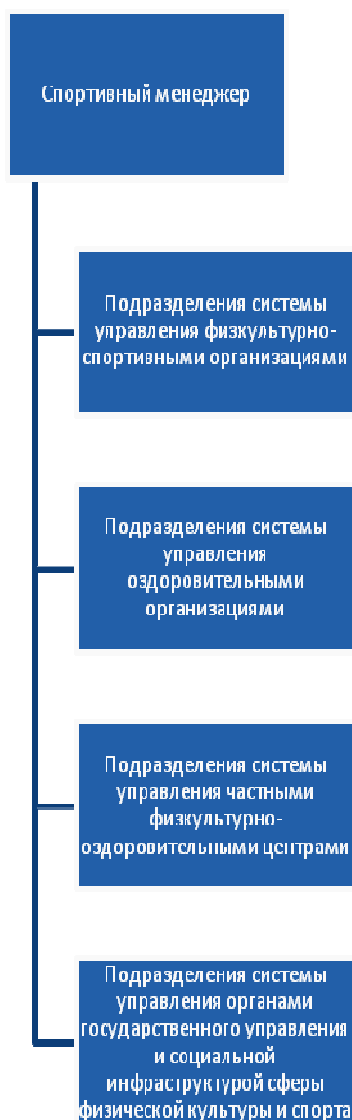 Спортивный менеджер
Подразделения системы
управления физкультурно-
спортивными организациями
Подразделения системы
управления
оздоровительными
организациями
Подразделения системы
управления частными
физкультурно-
оздоровительными центрами
Подразделения системы
управления органами
государственного управления
и социальной
инфраструктурой сферы
физической культуры и спорта